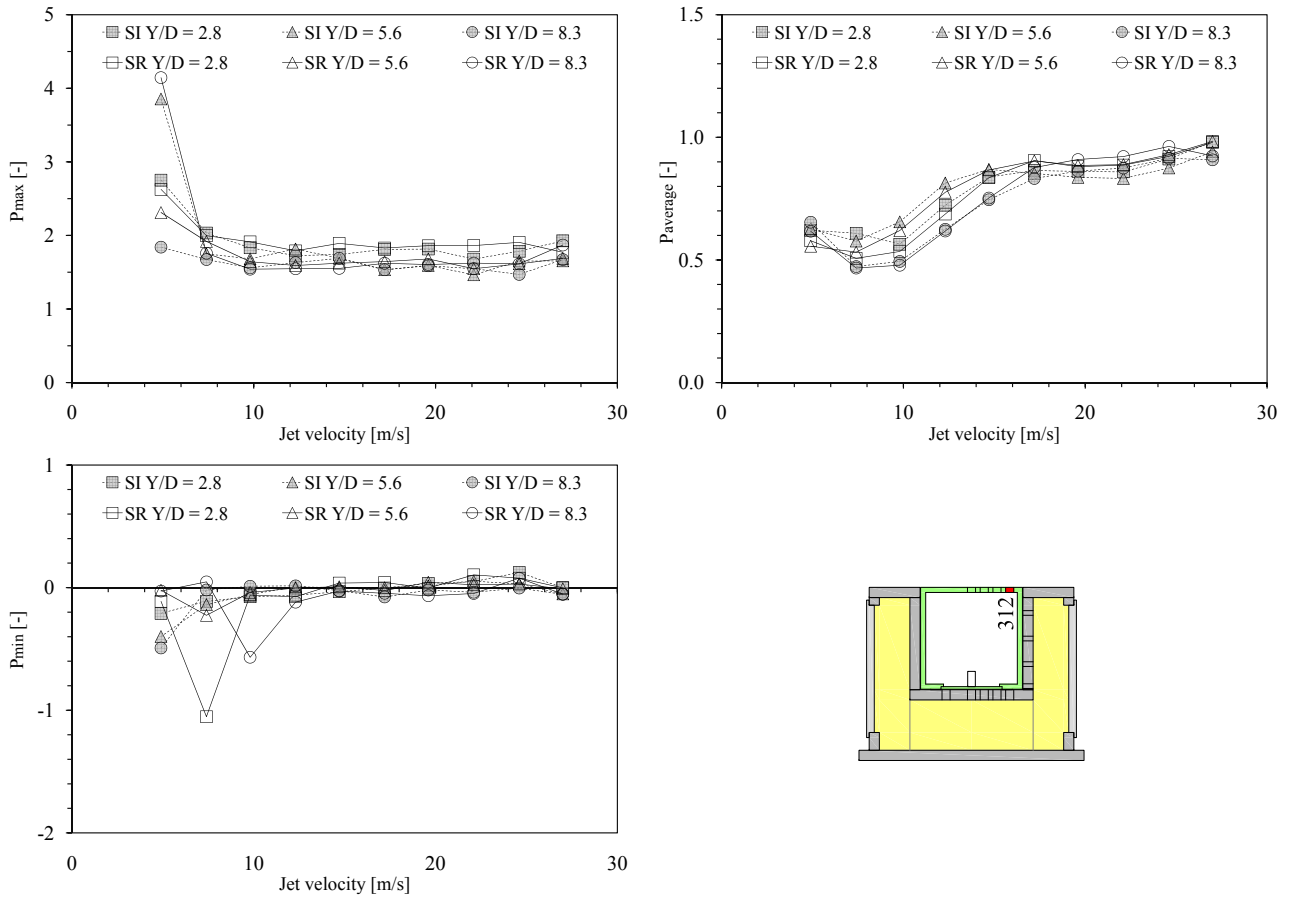 5
4
3
2
1
0
Pmax [-]
SI Y/D = 2.8
SI Y/D = 5.6
SI Y/D = 8.3
SR Y/D = 2.8
SR Y/D = 5.6
SR Y/D = 8.3
0
10
20
30
Jet velocity [m/s]
1.5
1.0
0.5
0.0
Paverage [-]
SI Y/D = 2.8
SI Y/D = 5.6
SI Y/D = 8.3
SR Y/D = 2.8
SR Y/D = 5.6
SR Y/D = 8.3
0
10
20
30
Jet velocity [m/s]
1
0
-1
-2
Pmin [-]
SI Y/D = 2.8
SI Y/D = 5.6
SI Y/D = 8.3
SR Y/D = 2.8
SR Y/D = 5.6
SR Y/D = 8.3
0
10
20
30
Jet velocity [m/s]
312